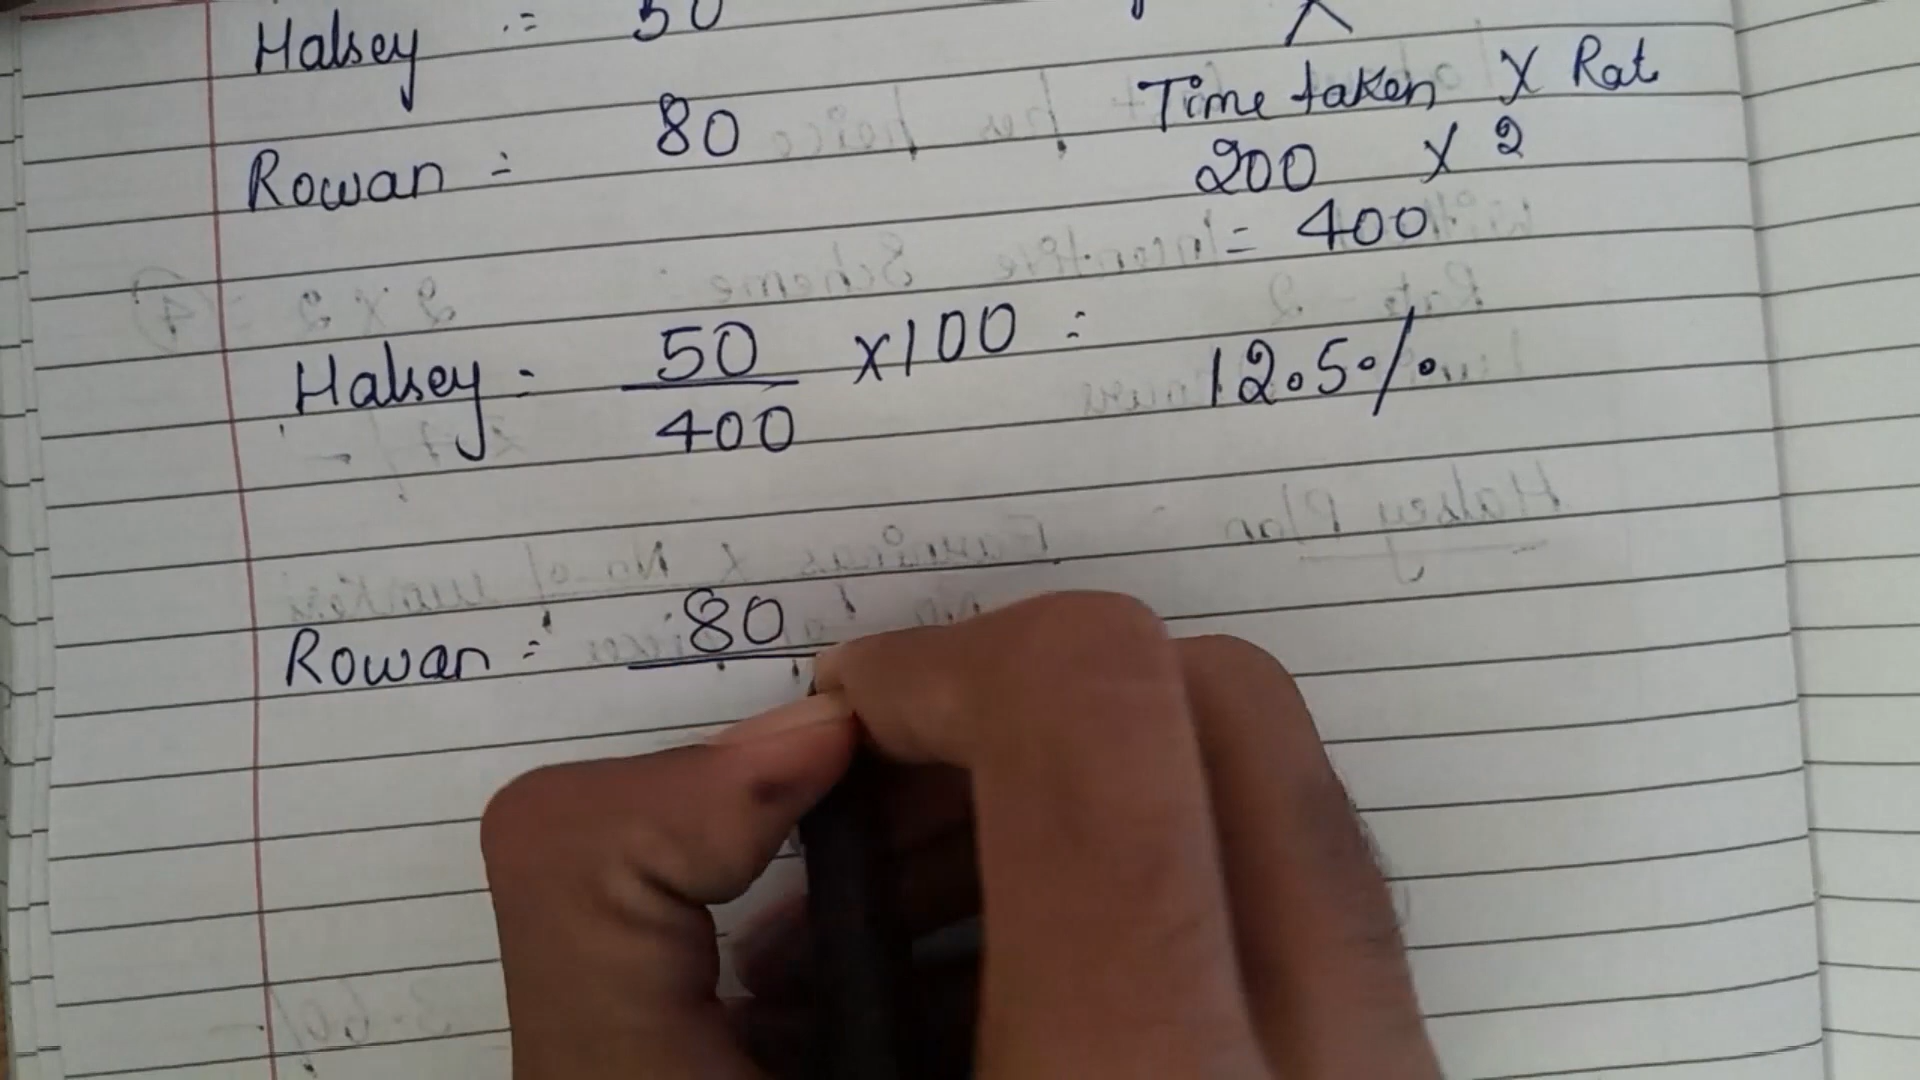 Halsey := 50
Rowan = 80
Time taken X Rat
200 X 2
= 400
Halsey = 50/400 x100 = 12.5%
Rowan = 80